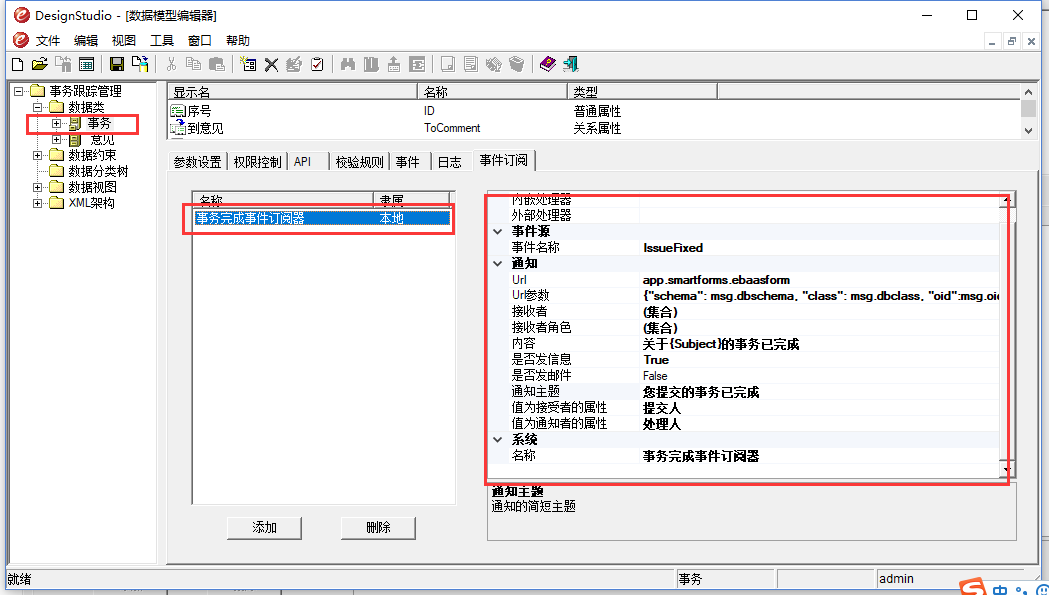 DesignStudio - [数据模型编辑器]
文件 编辑 视图 工具 窗口 帮助
事务跟踪管理
数据类
事务
意见
数据约束
数据分类树
数据视图
XML架构
显示名 名称 类型
序号 ID 普通属性
到意见 ToComment 关系属性
参数设置 权限控制 API 校验规则 事件 日志 事件订阅
名称 隶属
事务完成事件订阅器 本地
添加 删除
内嵌处理器
外部处理器
事件源
事件名称 IssueFixed
通知
Url app.smartforms.ebaasform
Url参数 {"schema": msg.dbschema, "class": msg.dbclass, "oid":msg.oid
接收者 (集合)
接收者角色 (集合)
内容 关于{Subject}的事务已完成
是否发信息 True
是否发邮件 False
通知主题 您提交的事务已完成
值为接受者的属性 提交人
值为通知者的属性 处理人
系统
名称 事务完成事件订阅器
通知主题
通知的简短主题
就绪 事务 admin
中